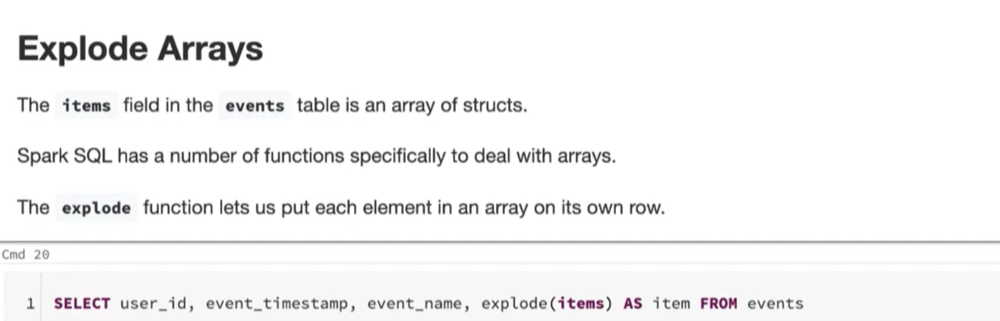 Explode Arrays
The items field in the events table is an array of structs.
Spark SQL has a number of functions specifically to deal with arrays.
The explode function lets us put each element in an array on its own row.
Cmd 20
1 SELECT user_id, event_timestamp, event_name, explode(items) AS item FROM events